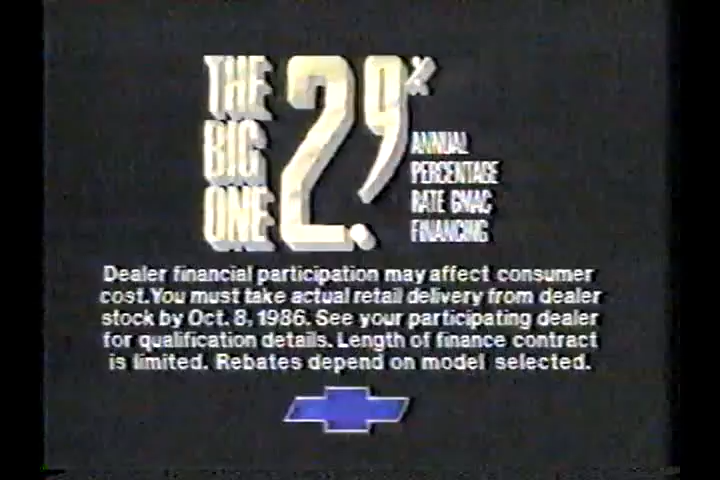 THE
BIG
ONE
2.9%
ANNUAL
PERCENTAGE
RATE GMAC
FINANCING
Dealer financial participation may affect consumer
cost. You must take actual retail delivery from dealer
stock by Oct. 8, 1986. See your participating dealer
for qualification details. Length of finance contract
is limited. Rebates depend on model selected.